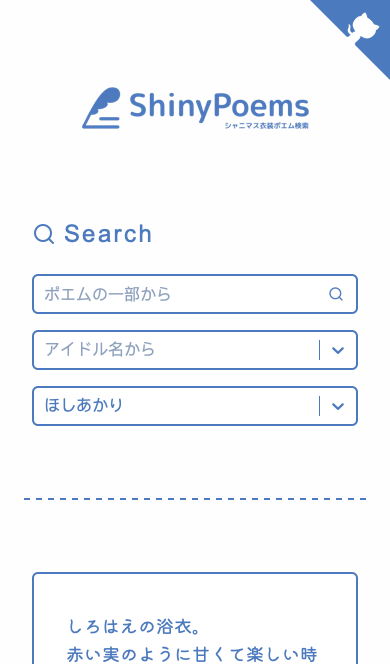 ShinyPoems
シャニマス衣装ポエム検索
Search
ポエムの一部から
アイドル名から
ほしあかり
しろはえの浴衣。
赤い実のように甘くて楽しい時